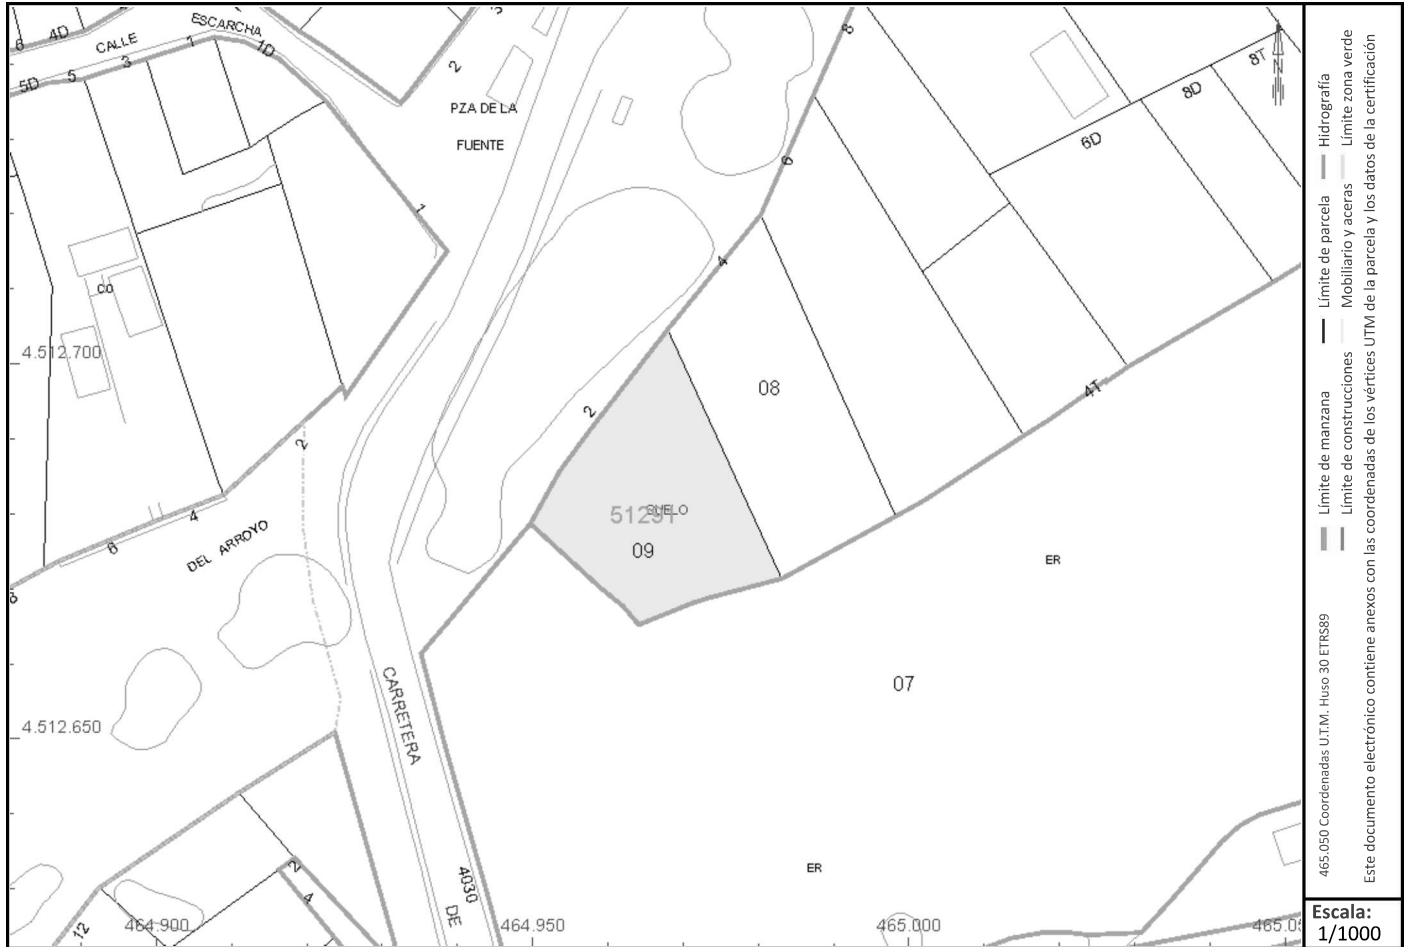 6
4D
CALLE
ESCARCHA
1
1D
3
5
5D
2
PZA DE LA
FUENTE
8
8T
N
8D
6D
6
1
4
CO
4.512.700
08
4T
2
2
51291
SUELO
09
4
6
DEL ARROYO
ER
8
07
4.512.650
CARRETERA
ER
2
4
4030
DE
12
464.900
464.950
465.000
465.05
465.050 Coordenadas U.T.M. Huso 30 ETRS89
Límite de manzana
Límite de parcela
Hidrografía
Límite de construcciones
Mobiliario y aceras
Límite zona verde
Este documento electrónico contiene anexos con las coordenadas de los vértices UTM de la parcela y los datos de la certificación
Escala:
1/1000